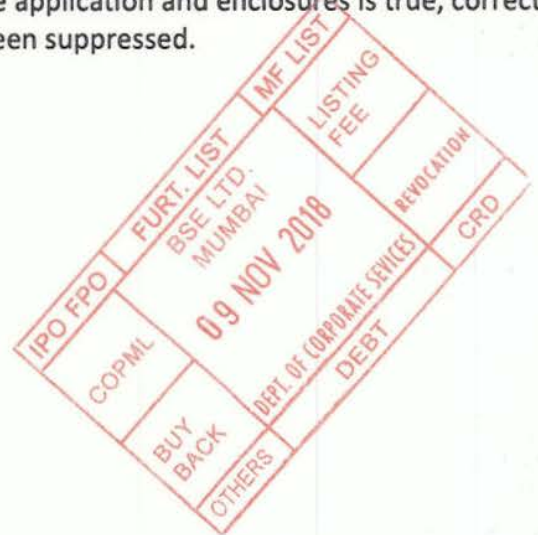 e application and enclosures is true, correct
een suppressed.
IPO FPO
FURT. LIST
MF LIST
COPML
BSE LTD.
MUMBAI
09 NOV 2018
DEPT. OF CORPORATE SEVICES
LISTING
FEE
REVOCATION
BUY
BACK
OTHERS
DEBT
CRD